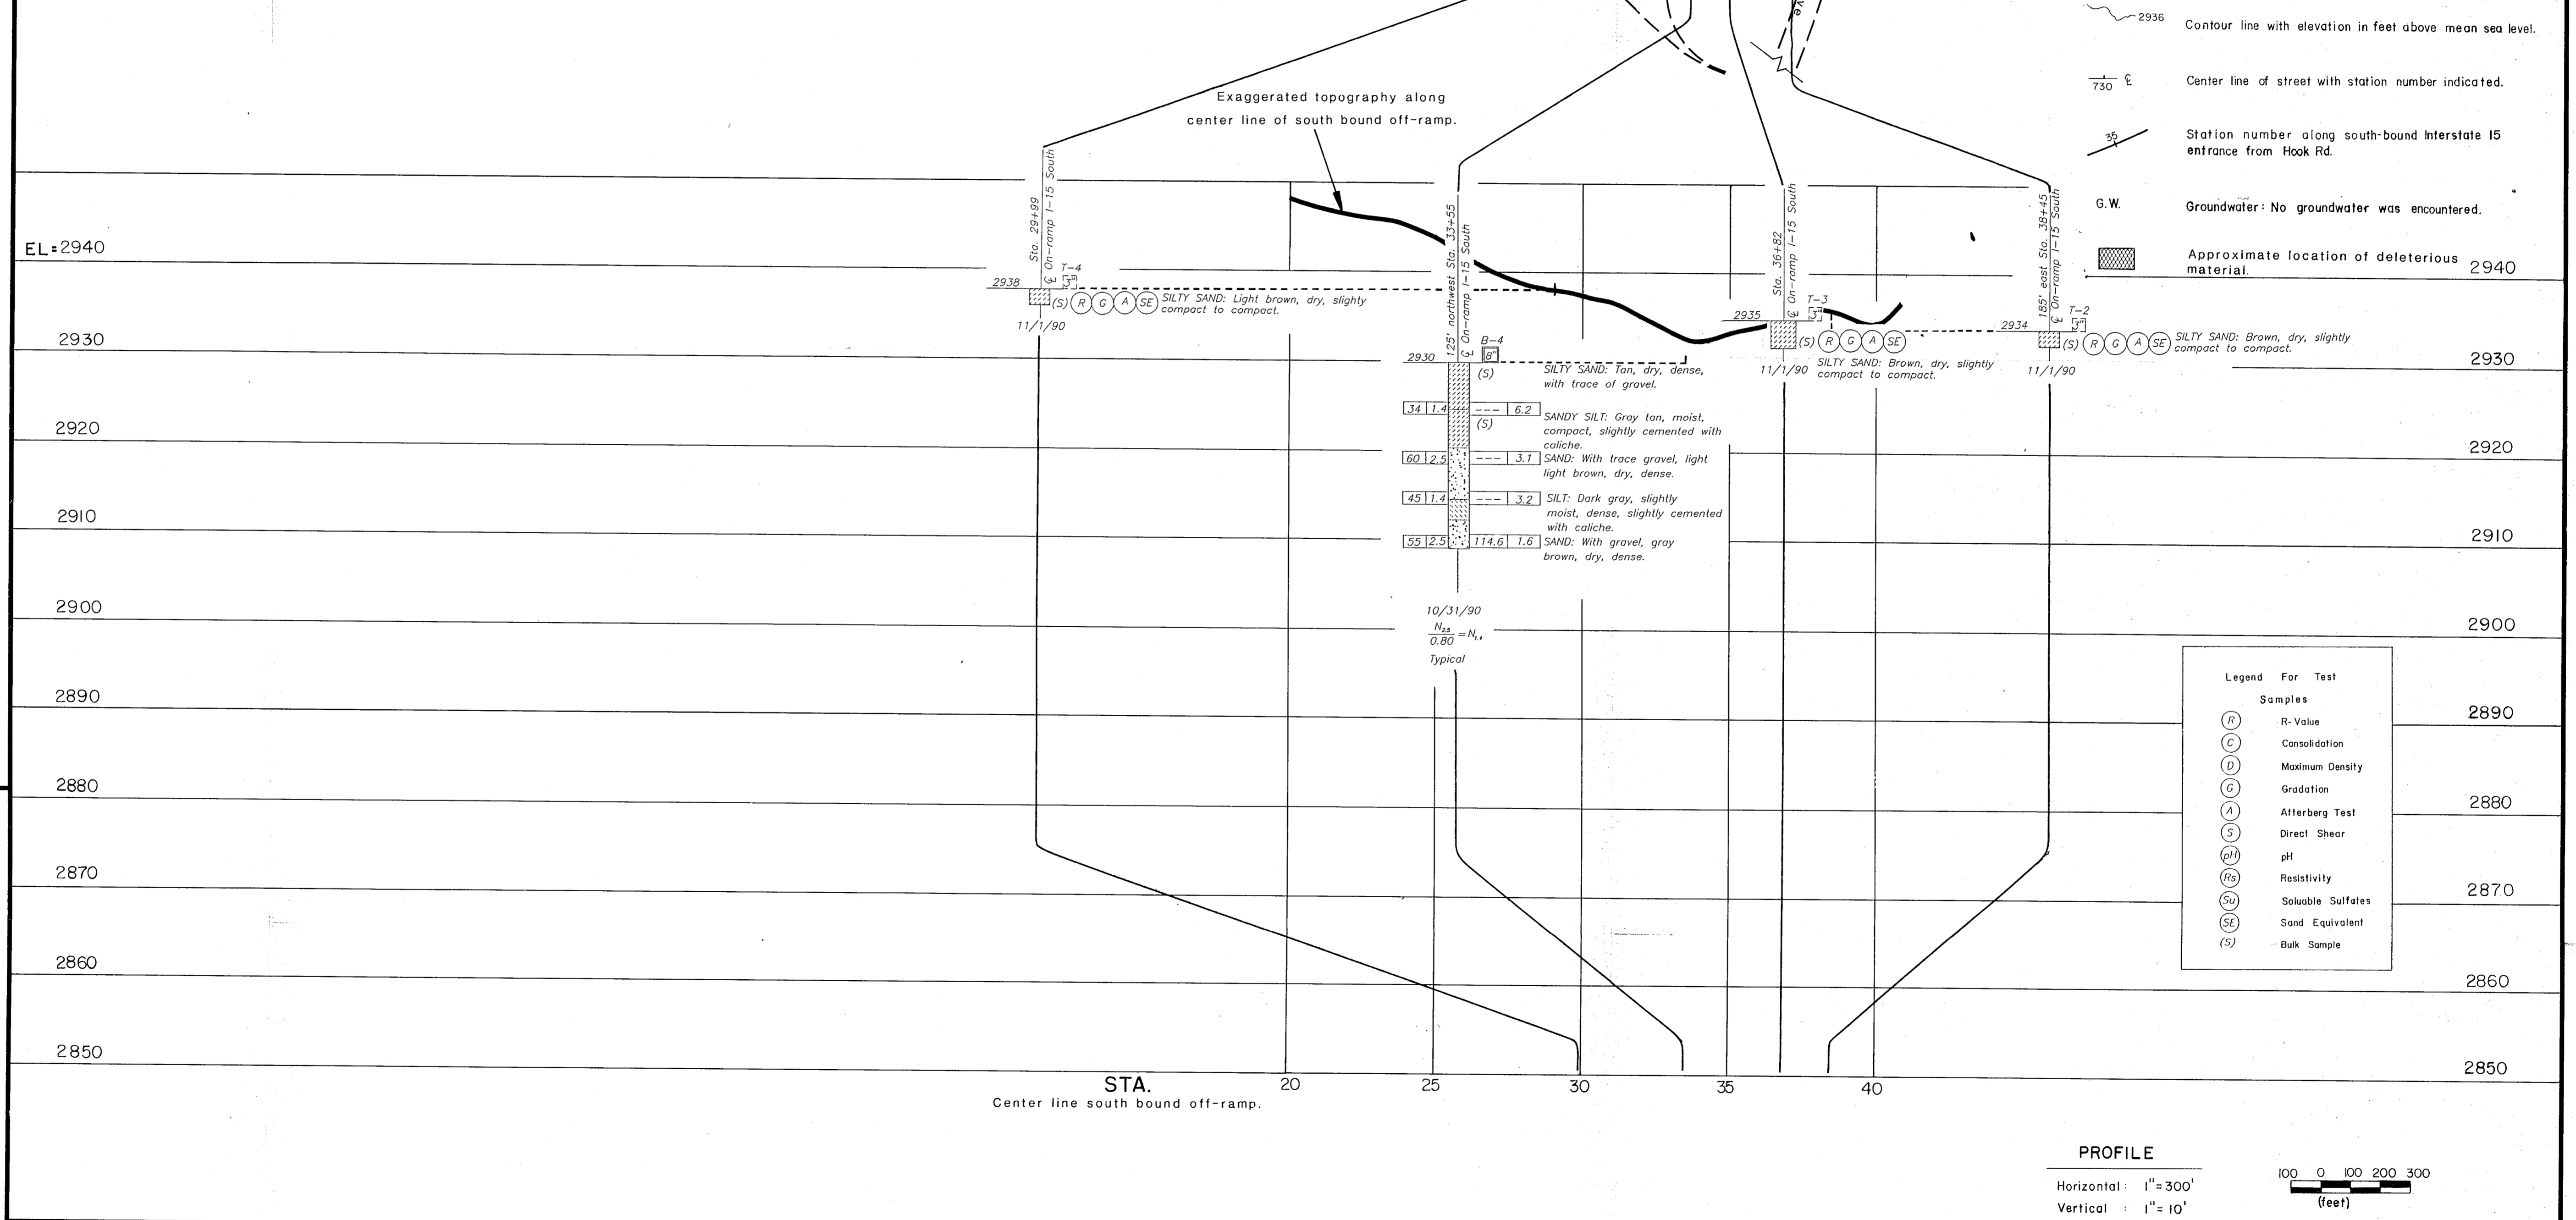 2936
Contour line with elevation in feet above mean sea level.
730 ℄
Center line of street with station number indicated.
35
Station number along south-bound Interstate 15
entrance from Hook Rd.
G.W.
Groundwater: No groundwater was encountered.
Approximate location of deleterious
material.
Exaggerated topography along
center line of south bound off-ramp.
Sta. 29+99
℄ On-ramp I-15 South
125' northwest Sta. 33+55
℄ On-ramp I-15 South
Sta. 36+82
℄ On-ramp I-15 South
185' east Sta. 38+45
℄ On-ramp I-15 South
EL=2940
2940
2938
T-4
3"
(S) R G A SE
SILTY SAND: Light brown, dry, slighty
compact to compact.
11/1/90
2935
T-3
3"
(S) R G A SE
SILTY SAND: Brown, dry, slightly
compact to compact.
11/1/90
2934
T-2
3"
(S) R G A SE
SILTY SAND: Brown, dry, slightly
compact to compact.
11/1/90
2930
2930
2930
B-4
8"
(S)
SILTY SAND: Tan, dry, dense,
with trace of gravel.
34 1.4 --- 6.2
(S)
SANDY SILT: Gray tan, moist,
compact, slightly cemented with
caliche.
2920
2920
60 2.5 --- 3.1
SAND: With trace gravel, light
light brown, dry, dense.
45 1.4 --- 3.2
SILT: Dark gray, slightly
moist, dense, slightly cemented
with caliche.
2910
2910
55 2.5 114.6 1.6
SAND: With gravel, gray
brown, dry, dense.
2900
2900
10/31/90
N2.5
0.80 = N1.4
Typical
2890
2890
2880
2880
2870
2870
2860
2860
2850
2850
Legend For Test
Samples
R R-Value
C Consolidation
D Maximum Density
G Gradation
A Atterberg Test
S Direct Shear
pH pH
Rs Resistivity
Su Soluable Sulfates
SE Sand Equivalent
(S) Bulk Sample
STA. 20 25 30 35 40
Center line south bound off-ramp.
PROFILE
Horizontal: 1"=300'
Vertical : 1"=10'
100 0 100 200 300
(feet)